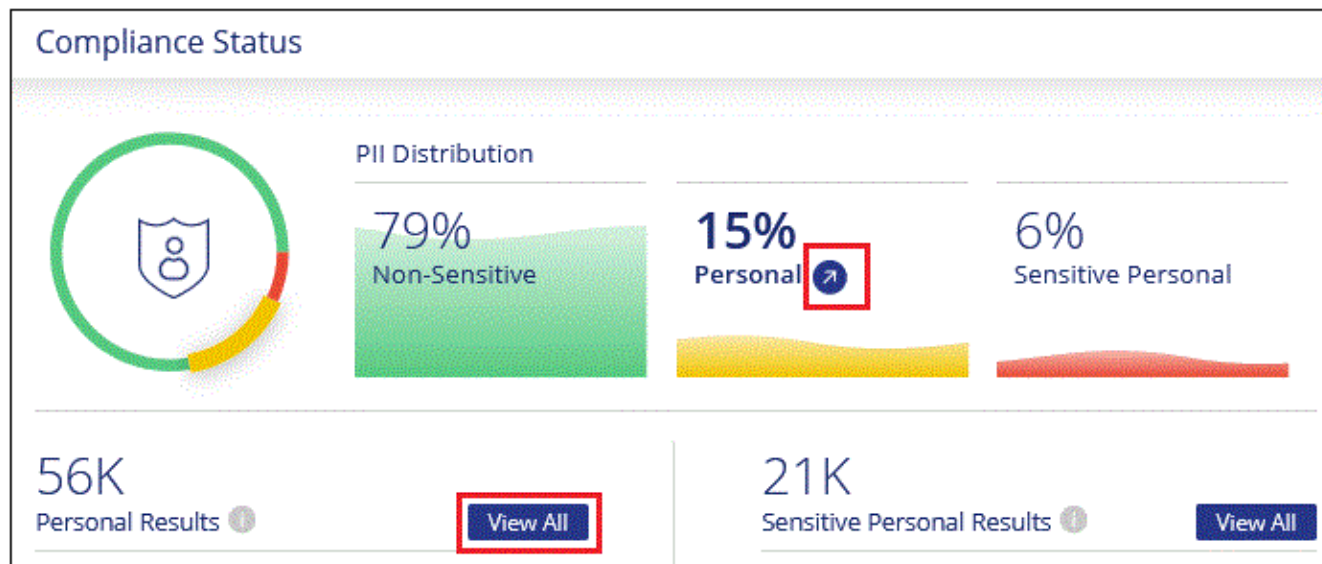 Compliance Status
PII Distribution
79%
Non-Sensitive
15%
Personal
6%
Sensitive Personal
56K
Personal Results
View All
21K
Sensitive Personal Results
View All